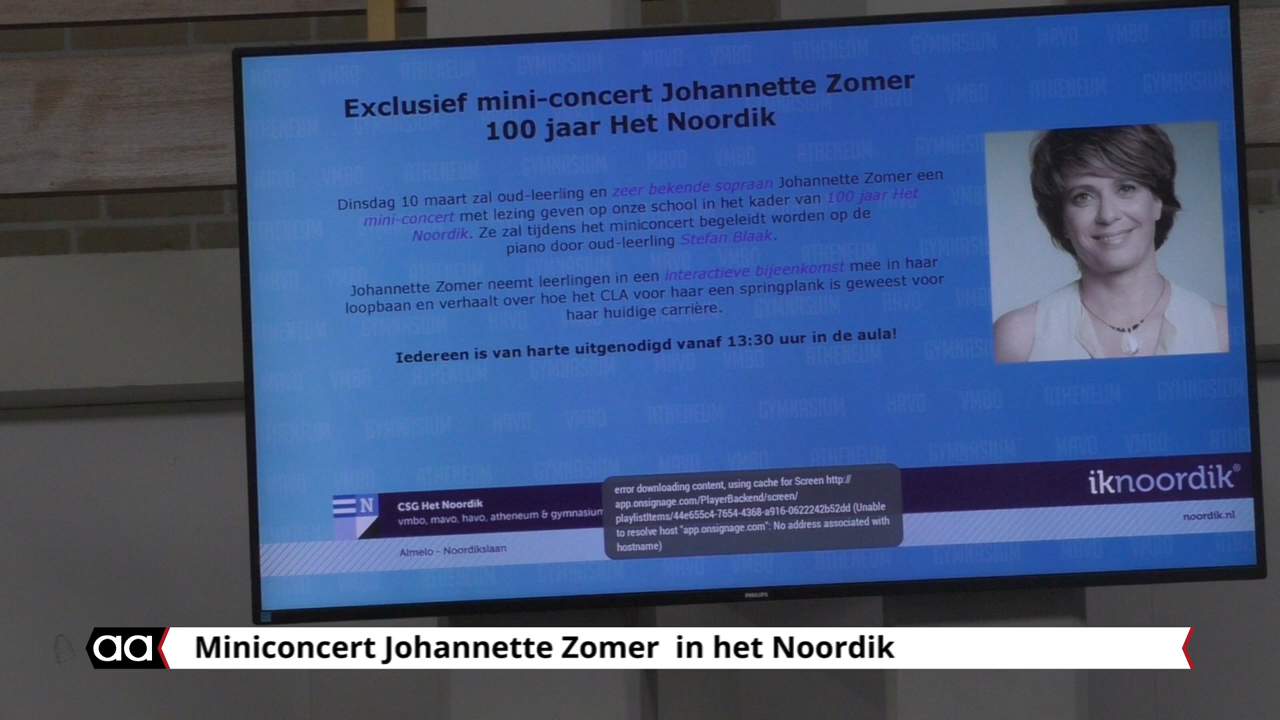 Exclusief mini-concert Johannette Zomer
100 jaar Het Noordik
Dinsdag 10 maart zal oud-leerling en zeer bekende sopraan Johannette Zomer een
mini-concert met lezing geven op onze school in het kader van 100 jaar Het
Noordik. Ze zal tijdens het miniconcert begeleidt worden op de
piano door oud-leerling Stefan Blaak.
Johannette Zomer neemt leerlingen in een interactieve bijeenkomst mee in haar
loopbaan en verhaalt over hoe het CLA voor haar een springplank is geweest voor
haar huidige carrière.
Iedereen is van harte uitgenodigd vanaf 13:30 uur in de aula!
N
CSG Het Noordik
vmbo, mavo, havo, atheneum & gymnasium
Almelo - Noordikslaan
error downloading content, using cache for Screen http://
app.onsignage.com/PlayerBackend/screen/
playlistItems/44e655c4-7654-4368-a916-0622242b52dd (Unable
to resolve host "app.onsignage.com": No address associated with
hostname)
iknoordik®
noordik.nl
PHILIPS
aa
Miniconcert Johannette Zomer in het Noordik